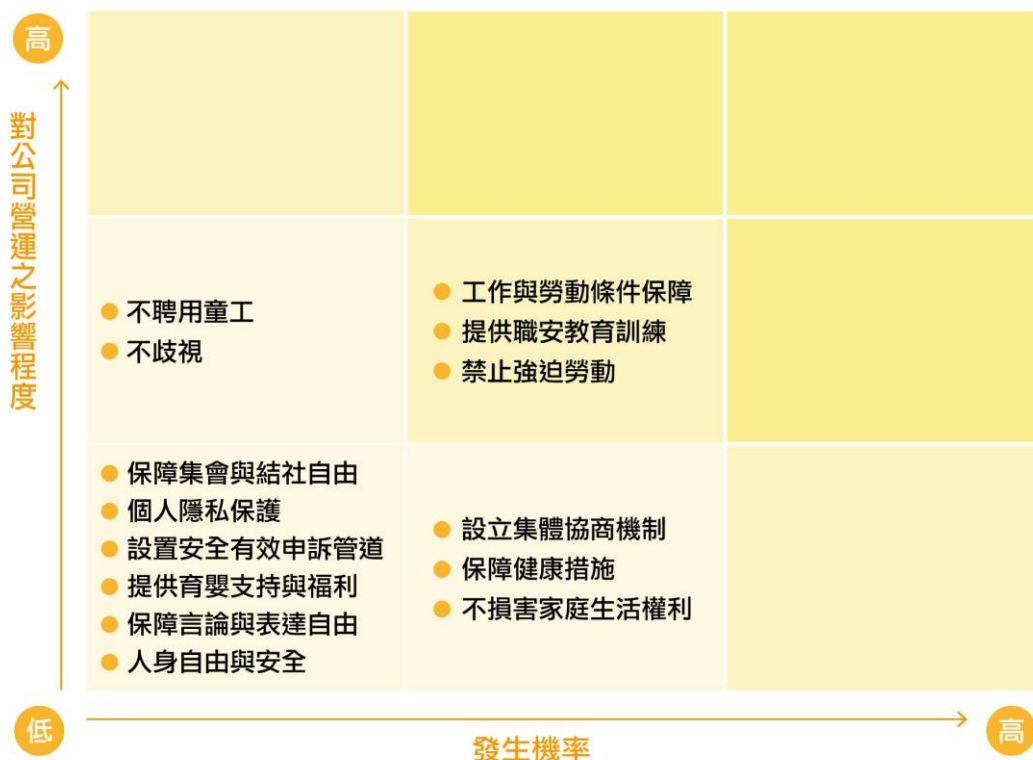 高
對公司營運之影響程度
不聘用童工
不歧視
工作與勞動條件保障
提供職安教育訓練
禁止強迫勞動
保障集會與結社自由
個人隱私保護
設置安全有效申訴管道
提供育嬰支持與福利
保障言論與表達自由
人身自由與安全
設立集體協商機制
保障健康措施
不損害家庭生活權利
低
發生機率
高